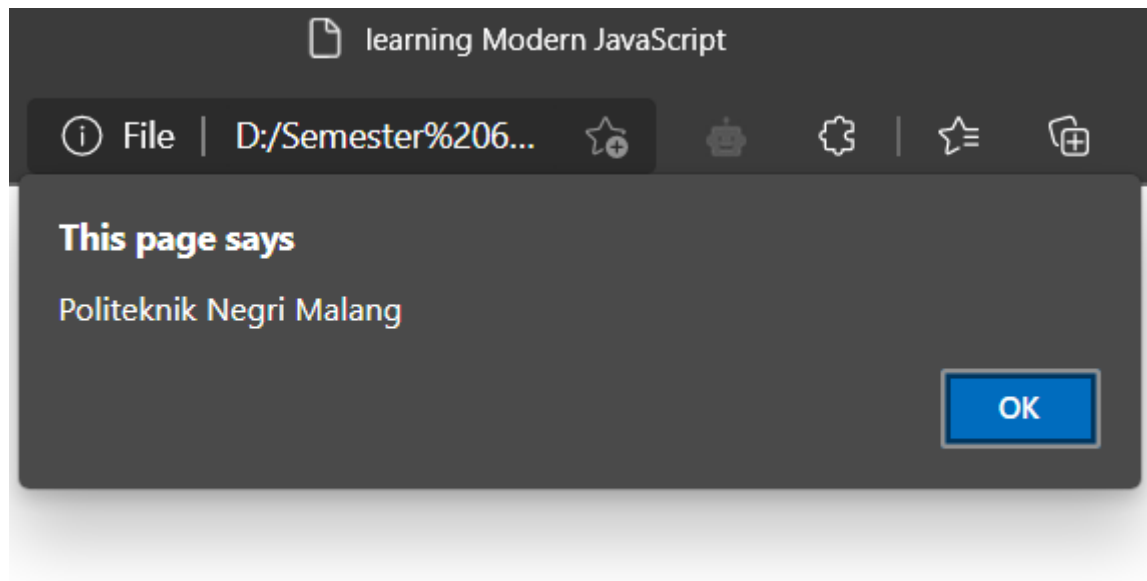 learning Modern JavaScript
File | D:/Semester%206...
This page says
Politeknik Negri Malang
OK